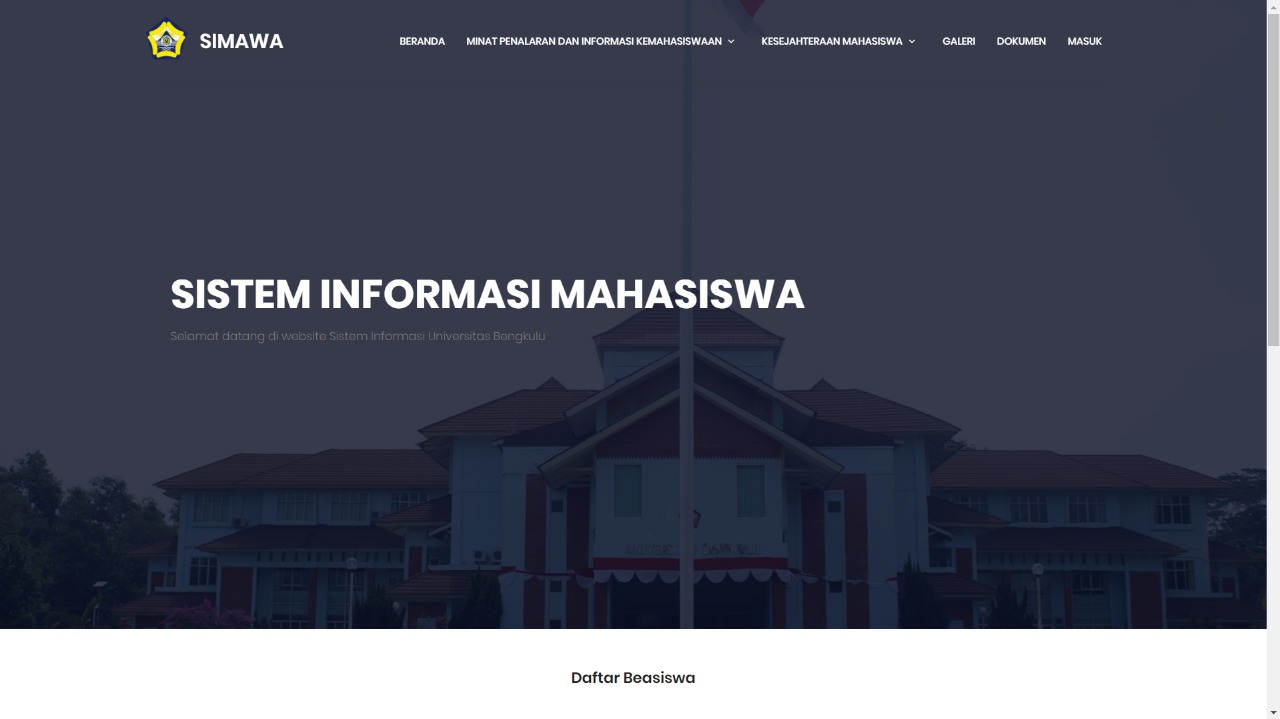 SIMAWA
BERANDA
MINAT PENALARAN DAN INFORMASI KEMAHASISWAAN
KESEJAHTERAAN MAHASISWA
GALERI
DOKUMEN
MASUK
SISTEM INFORMASI MAHASISWA
Selamat datang di website Sistem Informasi Universitas Bengkulu
Daftar Beasiswa